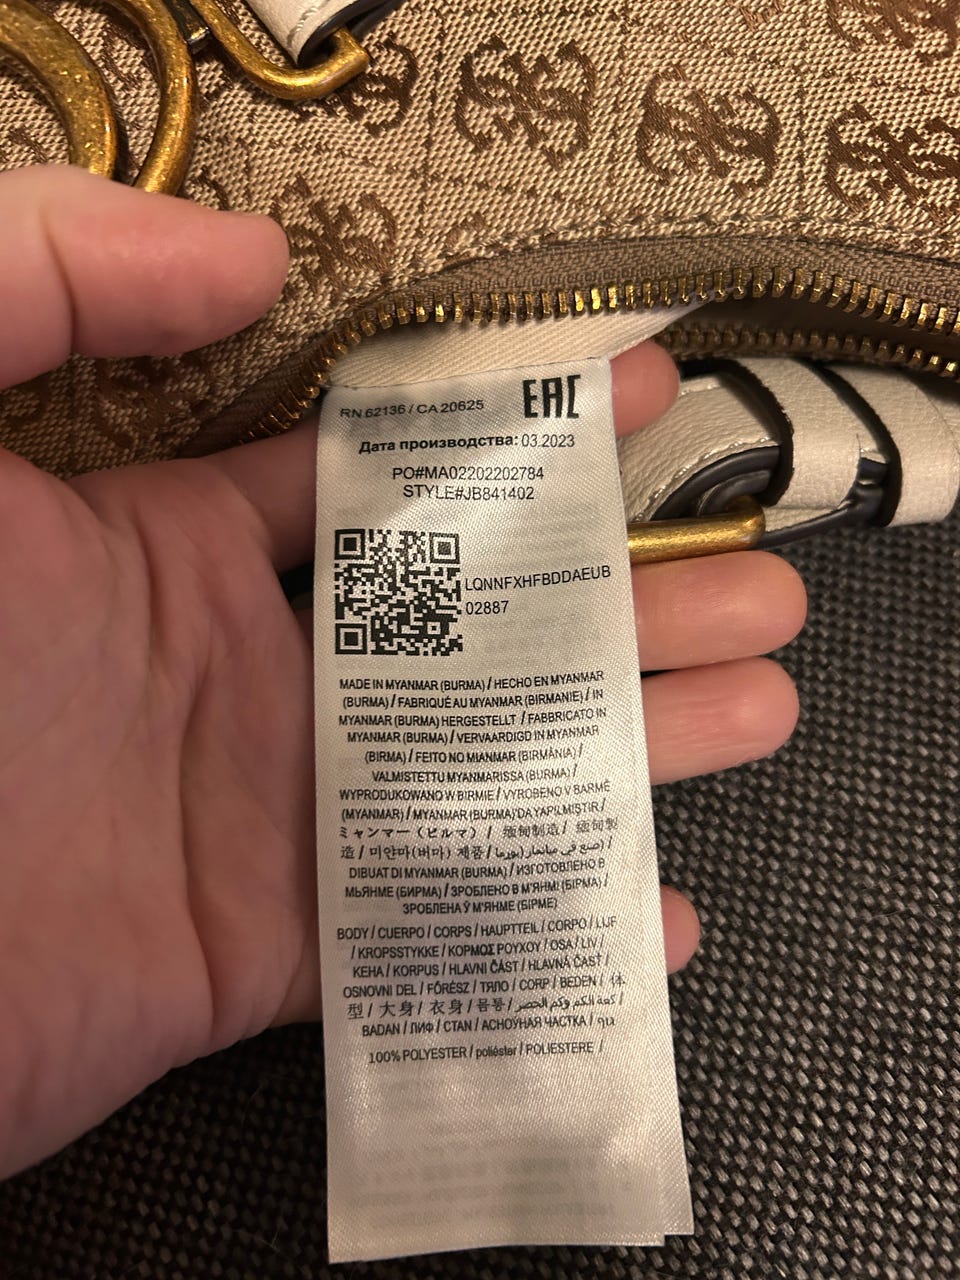 RN 62136 / CA 20625 EAC
Дата производства: 03.2023
PO#MA02202202784
STYLE#JB841402
LQNNFXHFBDDAEUB
02887
MADE IN MYANMAR (BURMA) / HECHO EN MYANMAR
(BURMA) / FABRIQUÉ AU MYANMAR (BIRMANIE) / IN
MYANMAR (BURMA) HERGESTELLT / FABBRICATO IN
MYANMAR (BURMA) / VERVAARDIGD IN MYANMAR
(BIRMA) / FEITO NO MIANMAR (BIRMÂNIA) /
VALMISTETTU MYANMARISSA (BURMA) /
WYPRODUKOWANO W BIRMIE / VYROBENO V BARMĚ
(MYANMAR) / MYANMAR (BURMA)'DA YAPILMIŞTIR /
ミャンマー (ビルマ) / 缅甸制造 / 緬甸製
造 / 미얀마(버마) 제품 / صنع في ميانمار (بورما) /
DIBUAT DI MYANMAR (BURMA) / ИЗГОТОВЛЕНО В
МЬЯНМЕ (БИРМА) / ЗРОБЛЕНО В М'ЯНМІ (БІРМА) /
ЗРОБЛЕНА Ў М'ЯНМЕ (БІРМЕ)
BODY / CUERPO / CORPS / HAUPTTEIL / CORPO / LIJF
/ KROPSSTYKKE / ΚΟΡΜΟΣ ΡΟΥΧΟΥ / OSA / LIV /
KEHA / KORPUS / HLAVNÍ ČÁST / HLAVNÁ ČASŤ /
OSNOVNI DEL / FŐRÉSZ / ТЯЛО / CORP / BEDEN / 体
型 / 大身 / 衣身 / 몸통 / كعبة الكم وكم الخصر /
BADAN / ЛИФ / СТАН / АСНОЎНАЯ ЧАСТКА / גוף
100% POLYESTER / poliéster / POLIESTERE /